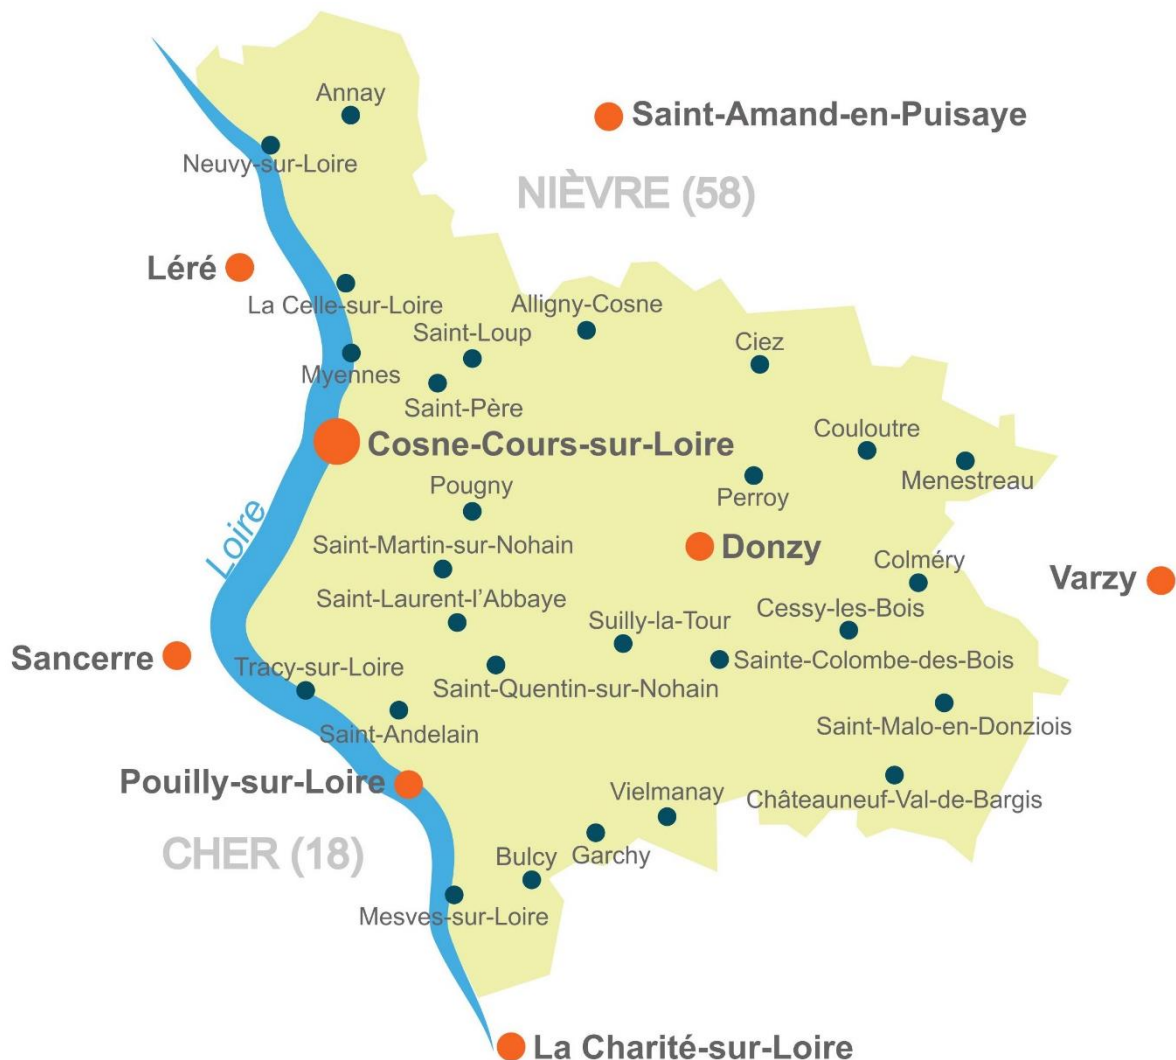 Annay
Saint-Amand-en-Puisaye
Neuvy-sur-Loire
NIÈVRE (58)
Léré
La Celle-sur-Loire
Alligny-Cosne
Saint-Loup
Ciez
Myennes
Saint-Père
Couloutre
Cosne-Cours-sur-Loire
Menestreau
Pougny
Perroy
Loire
Saint-Martin-sur-Nohain
Donzy
Colméry
Varzy
Saint-Laurent-l'Abbaye
Cessy-les-Bois
Suilly-la-Tour
Sancerre
Tracy-sur-Loire
Sainte-Colombe-des-Bois
Saint-Quentin-sur-Nohain
Saint-Andelain
Saint-Malo-en-Donziois
Pouilly-sur-Loire
Vielmanay
Châteauneuf-Val-de-Bargis
CHER (18)
Bulcy
Garchy
Mesves-sur-Loire
La Charité-sur-Loire